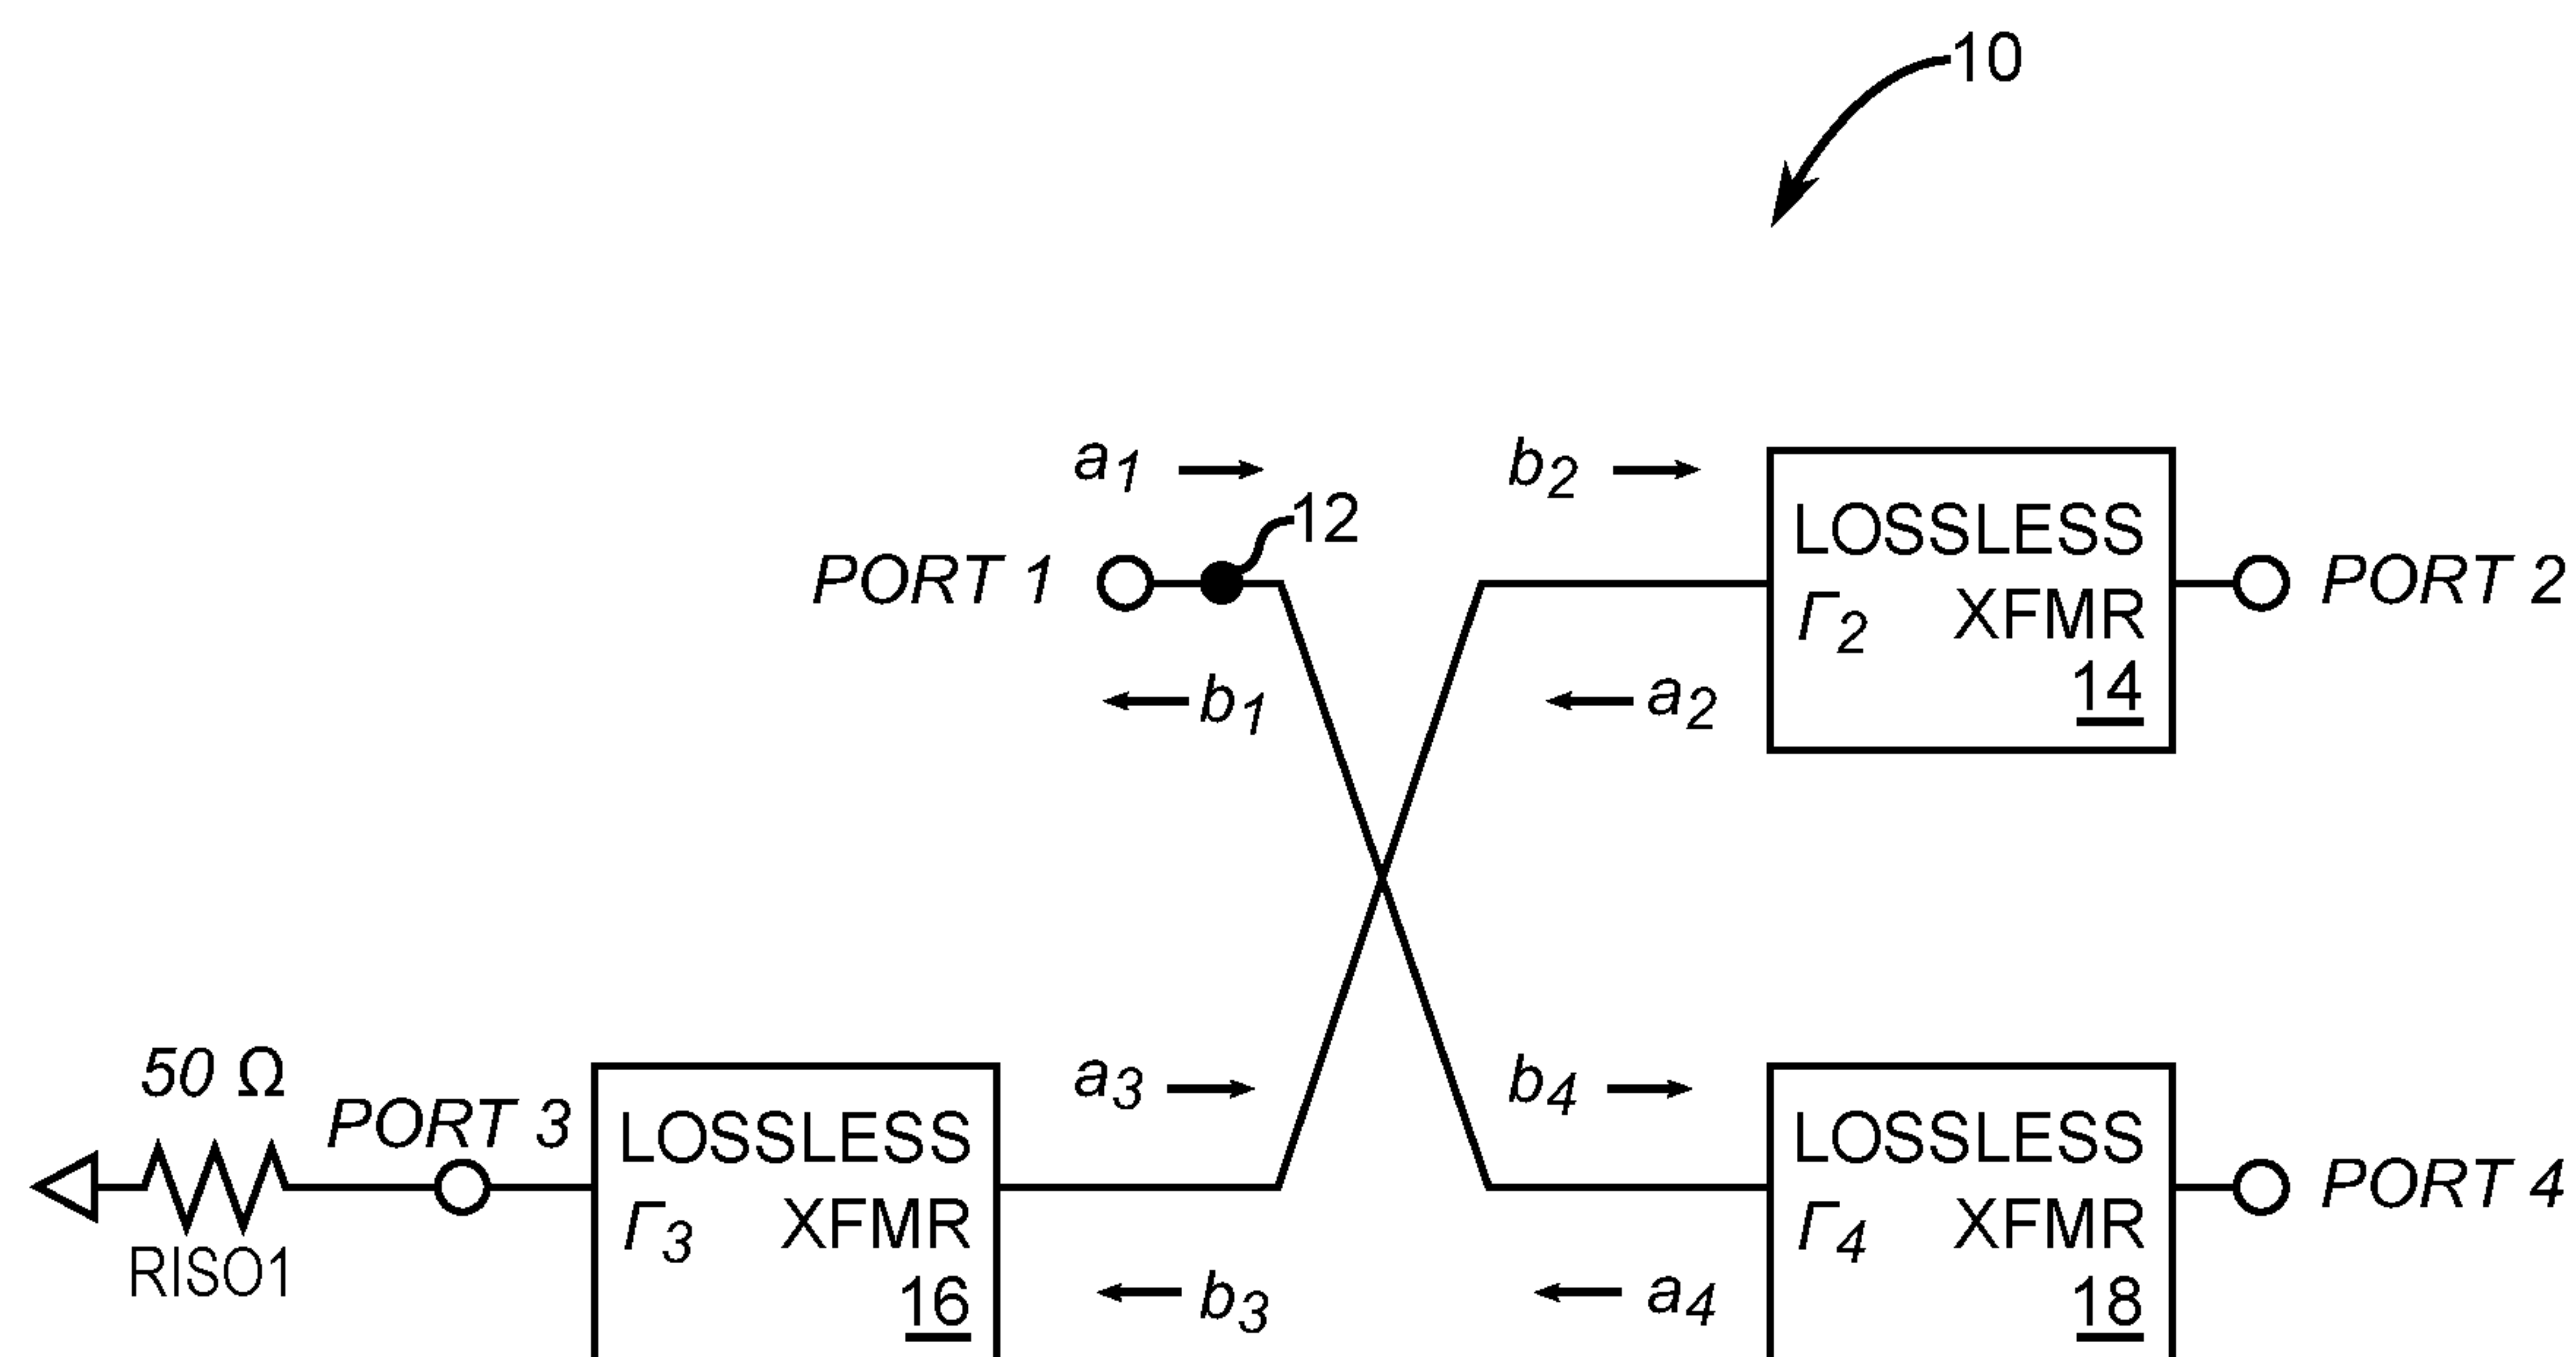 10
a1 b2
12
LOSSLESS
PORT 1 Γ2 XFMR PORT 2
14
b1 a2
50 Ω a3 b4
PORT 3 LOSSLESS LOSSLESS
Γ3 XFMR Γ4 XFMR PORT 4
RISO1 16 b3 a4 18